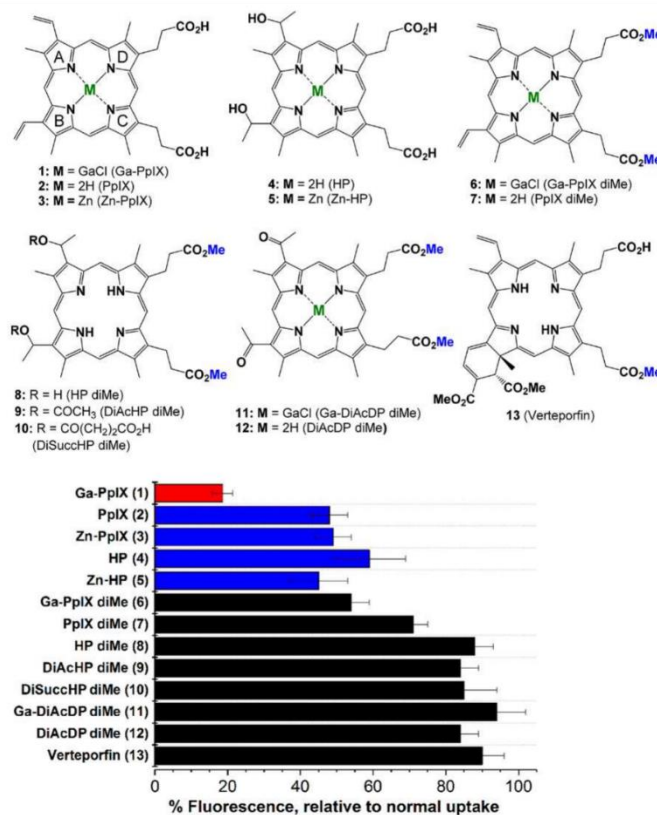 CO₂H
A
D
N
N
M
N
N
B
C
CO₂H
1: M = GaCl (Ga-PpIX)
2: M = 2H (PpIX)
3: M = Zn (Zn-PpIX)
HO
CO₂H
N
N
M
N
N
HO
CO₂H
4: M = 2H (HP)
5: M = Zn (Zn-HP)
CO₂Me
N
N
M
N
N
CO₂Me
6: M = GaCl (Ga-PpIX diMe)
7: M = 2H (PpIX diMe)
RO
CO₂Me
N
HN
NH
N
RO
CO₂Me
8: R = H (HP diMe)
9: R = COCH₃ (DiAcHP diMe)
10: R = CO(CH₂)₂CO₂H
(DiSuccHP diMe)
O
CO₂Me
N
N
M
N
N
O
CO₂Me
11: M = GaCl (Ga-DiAcDP diMe)
12: M = 2H (DiAcDP diMe)
CO₂H
NH
N
N
HN
CO₂Me
MeO₂C
CO₂Me
13 (Verteporfin)
Ga-PpIX (1)
PpIX (2)
Zn-PpIX (3)
HP (4)
Zn-HP (5)
Ga-PpIX diMe (6)
PpIX diMe (7)
HP diMe (8)
DiAcHP diMe (9)
DiSuccHP diMe (10)
Ga-DiAcDP diMe (11)
DiAcDP diMe (12)
Verteporfin (13)
0 20 40 60 80 100
% Fluorescence, relative to normal uptake